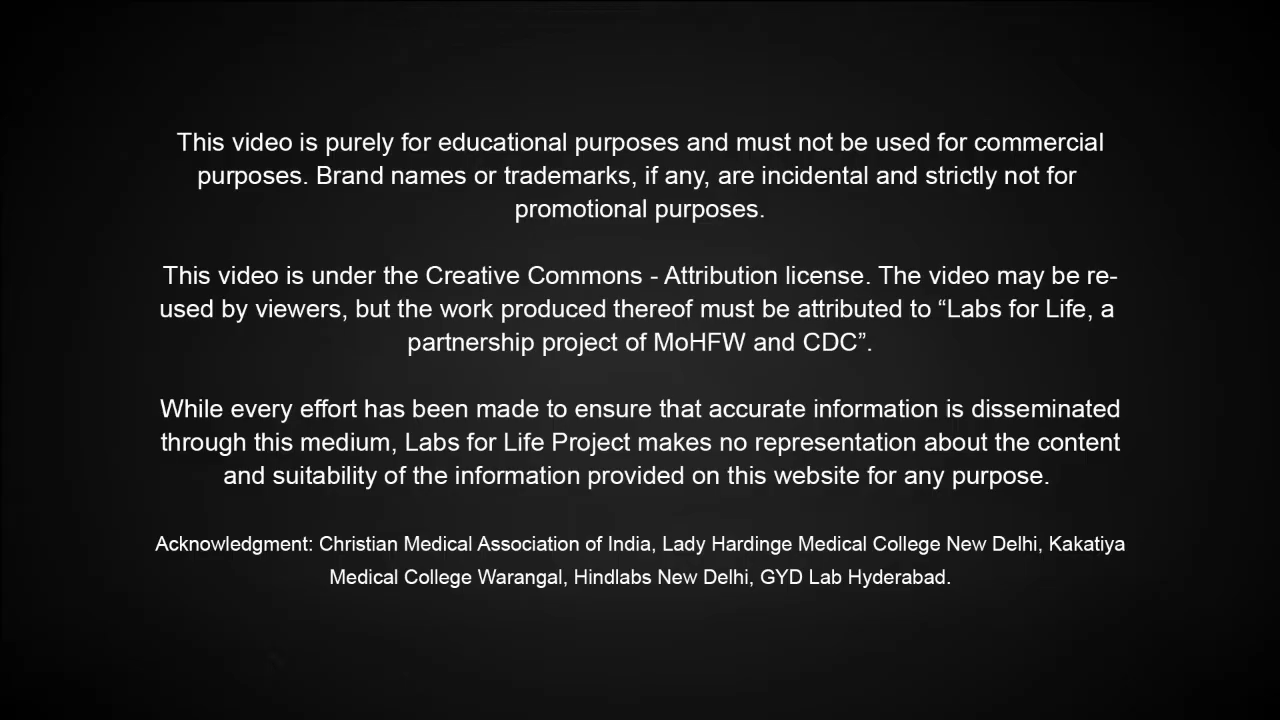 This video is purely for educational purposes and must not be used for commercial
purposes. Brand names or trademarks, if any, are incidental and strictly not for
promotional purposes.
This video is under the Creative Commons - Attribution license. The video may be re-
used by viewers, but the work produced thereof must be attributed to “Labs for Life, a
partnership project of MoHFW and CDC”.
While every effort has been made to ensure that accurate information is disseminated
through this medium, Labs for Life Project makes no representation about the content
and suitability of the information provided on this website for any purpose.
Acknowledgment: Christian Medical Association of India, Lady Hardinge Medical College New Delhi, Kakatiya
Medical College Warangal, Hindlabs New Delhi, GYD Lab Hyderabad.